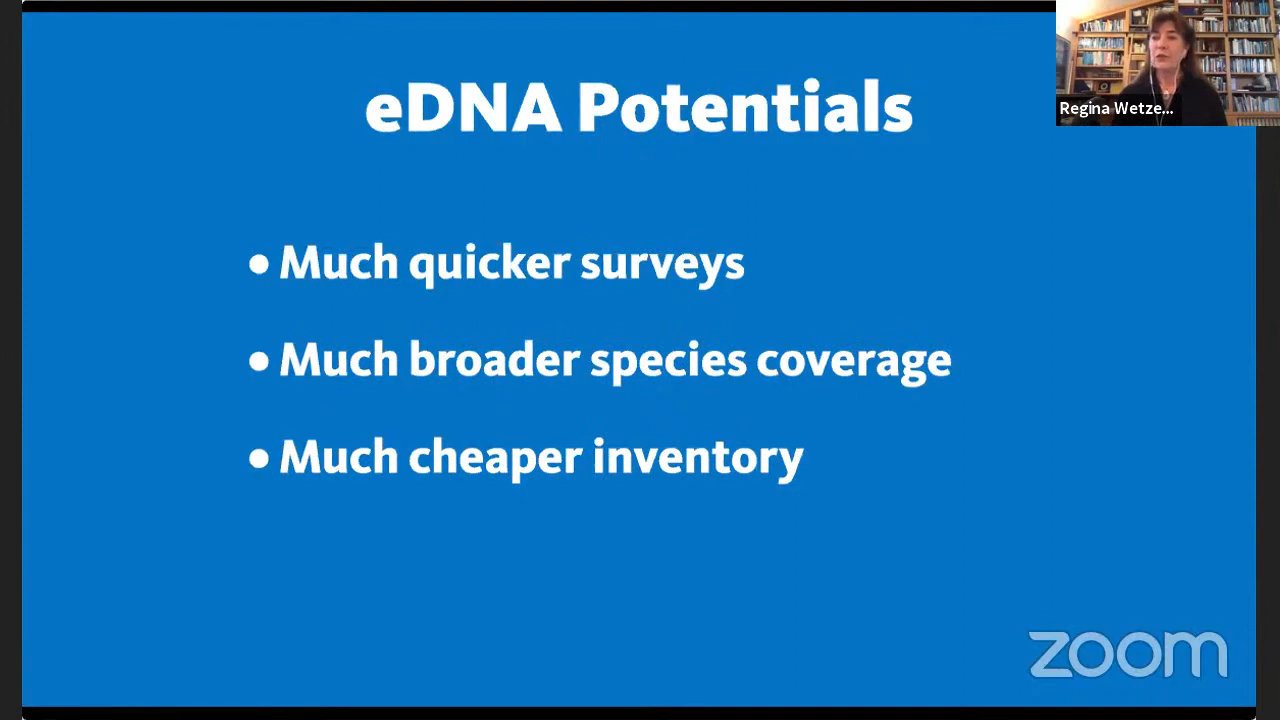 eDNA Potentials
Regina Wetze...
• Much quicker surveys
• Much broader species coverage
• Much cheaper inventory
zoom